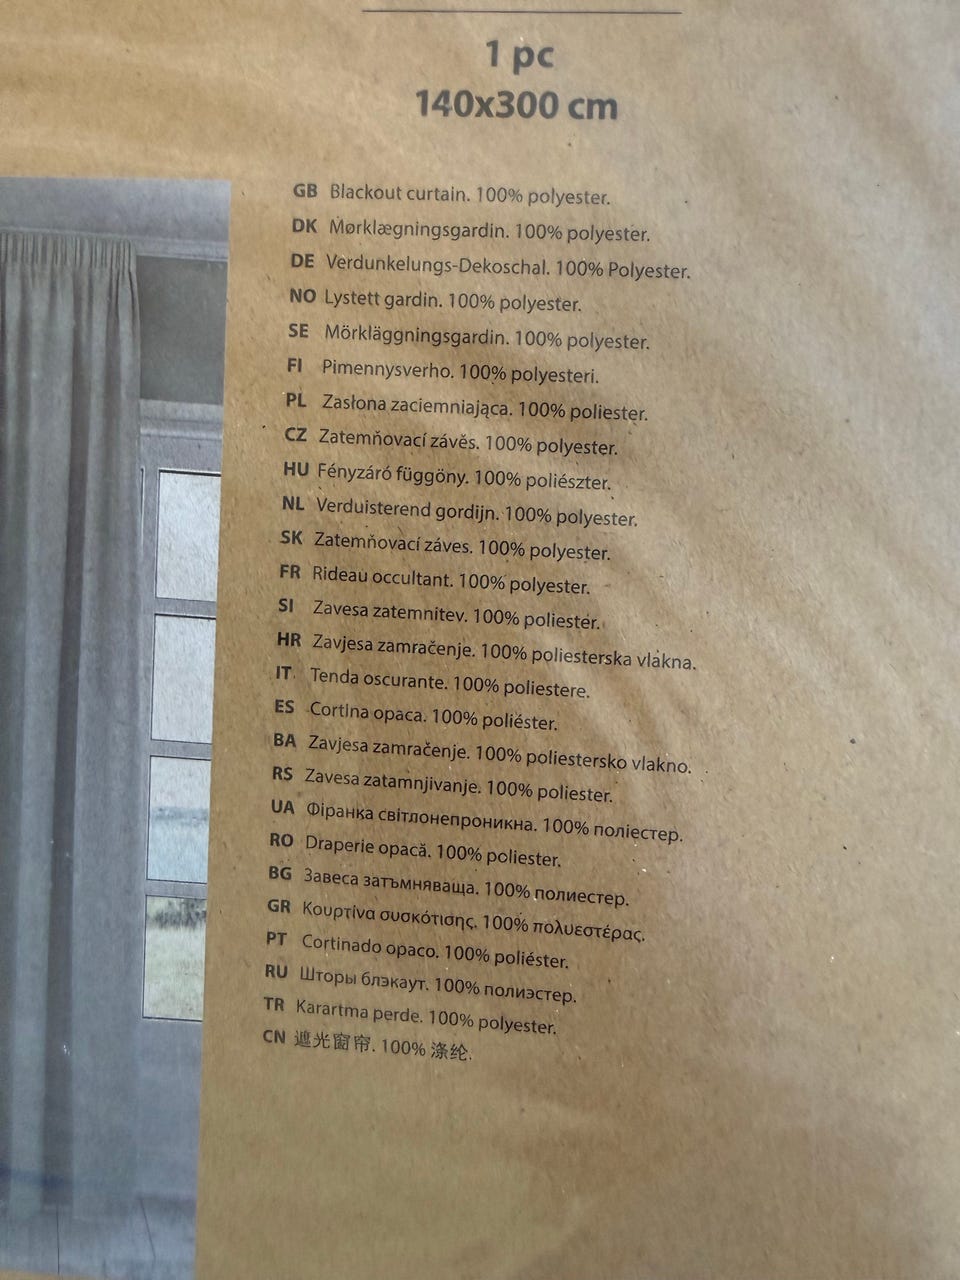 1 pc
140x300 cm
GB Blackout curtain. 100% polyester.
DK Mørklægningsgardin. 100% polyester.
DE Verdunkelungs-Dekoschal. 100% Polyester.
NO Lystett gardin. 100% polyester.
SE Mörkläggningsgardin. 100% polyester.
FI Pimennysverho. 100% polyesteri.
PL Zasłona zaciemniająca. 100% poliester.
CZ Zatemňovací závěs. 100% polyester.
HU Fényzáró függöny. 100% poliészter.
NL Verduisterend gordijn. 100% polyester.
SK Zatemňovací záves. 100% polyester.
FR Rideau occultant. 100% polyester.
SI Zavesa zatemnitev. 100% poliester.
HR Zavjesa zamračenje. 100% poliesterska vlakna.
IT Tenda oscurante. 100% poliestere.
ES Cortina opaca. 100% poliéster.
BA Zavjesa zamračenje. 100% poliestersko vlakno.
RS Zavesa zatamnjivanje. 100% poliester.
UA Фіранка світлонепроникна. 100% поліестер.
RO Draperie opacă. 100% poliester.
BG Завеса затъмняваща. 100% полиестер.
GR Κουρτίνα συσκότισης. 100% πολυεστέρας.
PT Cortinado opaco. 100% poliéster.
RU Шторы блэкаут. 100% полиэстер.
TR Karartma perde. 100% polyester.
CN 遮光窗帘. 100% 涤纶.